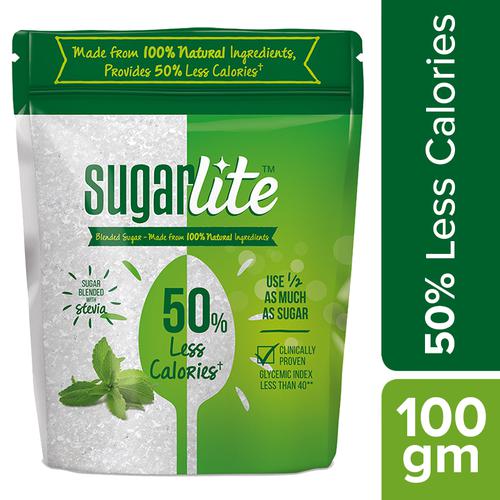 Made from 100% Natural Ingredients,
Provides 50% Less Calories†
sugarlite™
Blended Sugar - Made from 100% Natural Ingredients
SUGAR
BLENDED
WITH
stevia
50%
Less
Calories†
USE 1/2
AS MUCH
AS SUGAR
CLINICALLY
PROVEN
GLYCEMIC INDEX
LESS THAN 40**
50% Less Calories
100
gm